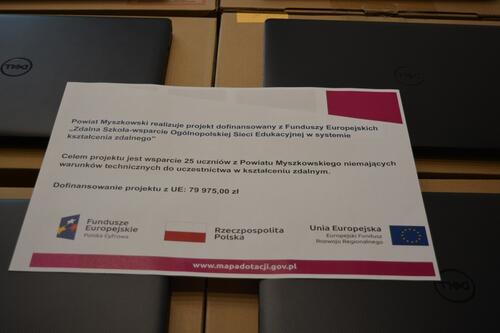 DELL
DELL
Powiat Myszkowski realizuje projekt dofinansowany z Funduszy Europejskich
„Zdalna Szkoła-wsparcie Ogólnopolskiej Sieci Edukacyjnej w systemie
kształcenia zdalnego"
Celem projektu jest wsparcie 25 uczniów z Powiatu Myszkowskiego niemających
warunków technicznych do uczestnictwa w kształceniu zdalnym.
Dofinansowanie projektu z UE: 79 975,00 zł
Fundusze
Europejskie
Polska Cyfrowa
Rzeczpospolita
Polska
Unia Europejska
Europejski Fundusz
Rozwoju Regionalnego
www.mapadotacji.gov.pl
DELL